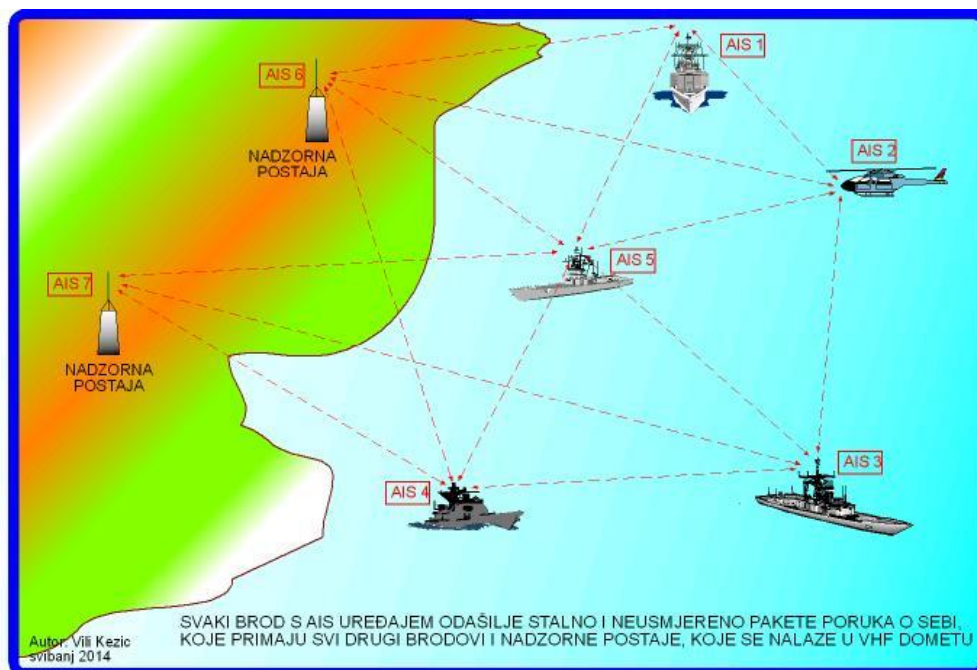 AIS 1
AIS 6
NADZORNA
POSTAJA
AIS 2
AIS 5
AIS 7
NADZORNA
POSTAJA
AIS 3
AIS 4
SVAKI BROD S AIS UREĐAJEM ODAŠILJE STALNO I NEUSMJERENO PAKETE PORUKA O SEBI,
KOJE PRIMAJU SVI DRUGI BRODOVI I NADZORNE POSTAJE, KOJE SE NALAZE U VHF DOMETU
Autor: Vili Kezic
svibanj 2014